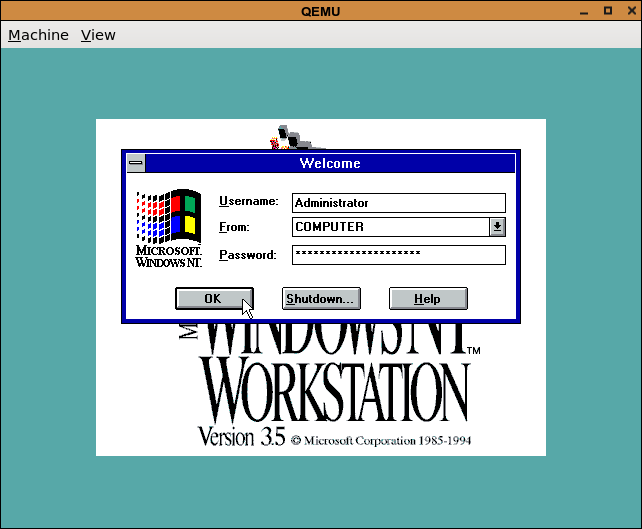 QEMU
Machine View
Welcome
Username: Administrator
From: COMPUTER
Password: *********************
MICROSOFT.
WINDOWS NT.
OK Shutdown... Help
WINDOWS NT™
WORKSTATION
Version 3.5 © Microsoft Corporation 1985-1994